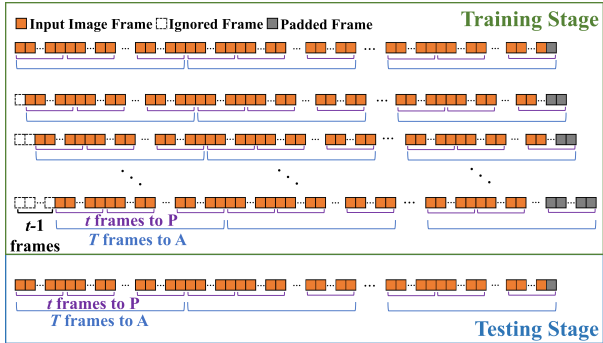 Input Image Frame Ignored Frame Padded Frame Training Stage
t frames to P
t-1
frames
T frames to A
t frames to P
T frames to A
Testing Stage